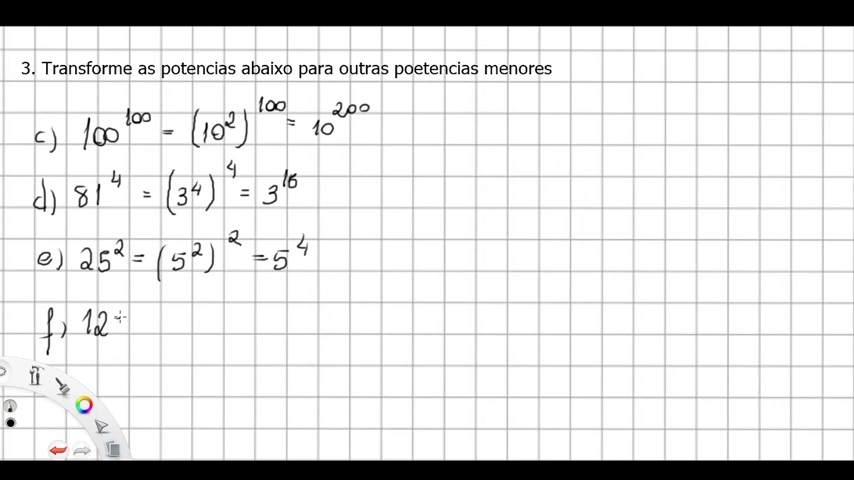 3. Transforme as potencias abaixo para outras poetencias menores
c) 100^100 = (10^2)^100 = 10^200
d) 81^4 = (3^4)^4 = 3^16
e) 25^2 = (5^2)^2 = 5^4
f) 12